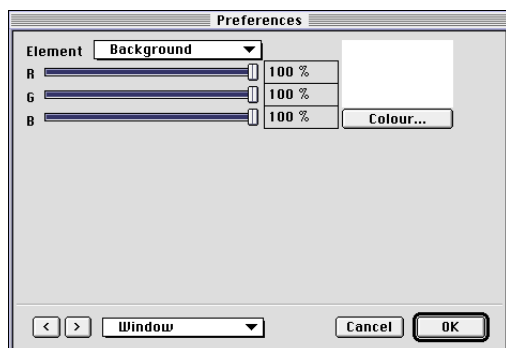 Preferences
Element Background
R 100 %
G 100 %
B 100 % Colour...
< > Window Cancel OK